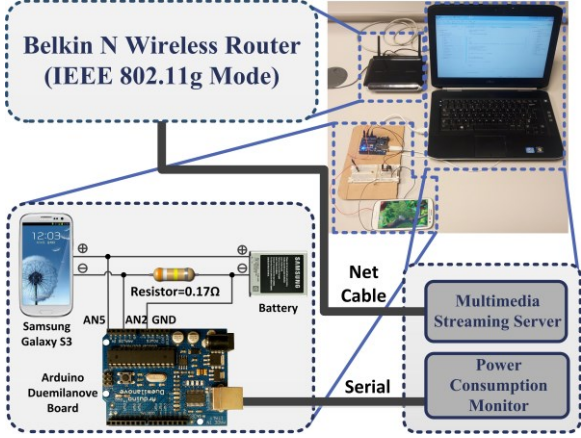 Belkin N Wireless Router
(IEEE 802.11g Mode)
12:03
Resistor=0.17Ω
Samsung
Galaxy S3
AN5
AN2 GND
Battery
Arduino
Duemilanove
Board
Net
Cable
Serial
Multimedia
Streaming Server
Power
Consumption
Monitor